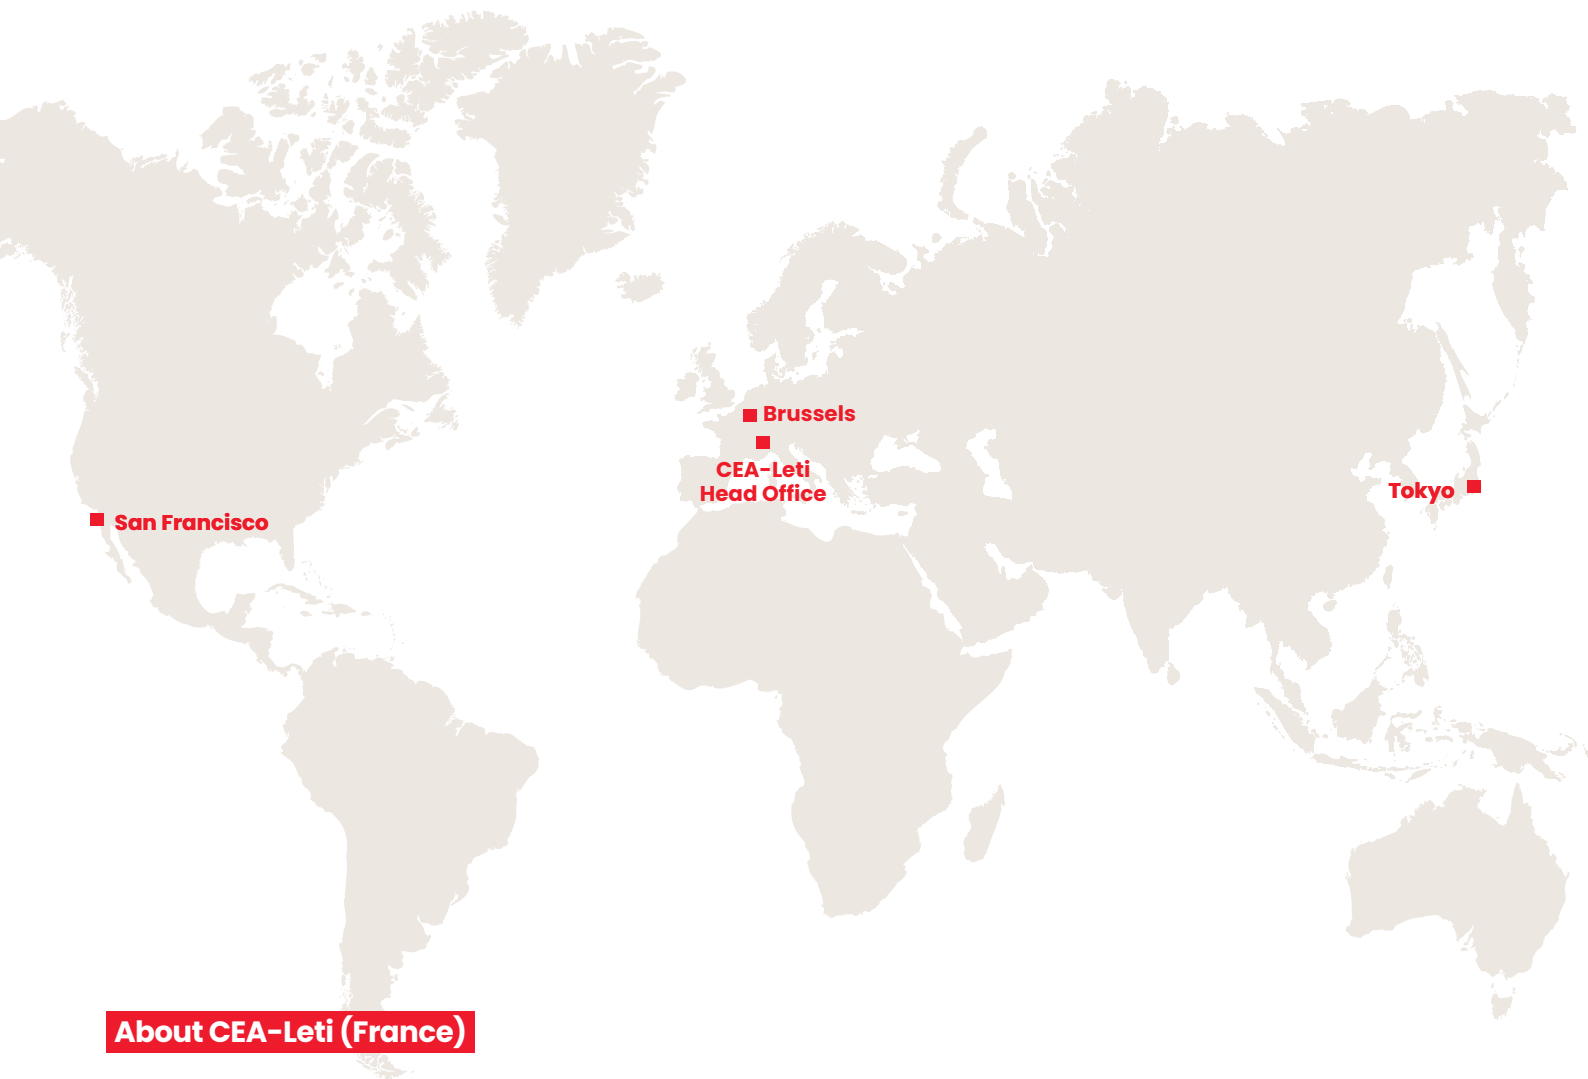 Brussels
CEA-Leti
Head Office
Tokyo
San Francisco
About CEA-Leti (France)